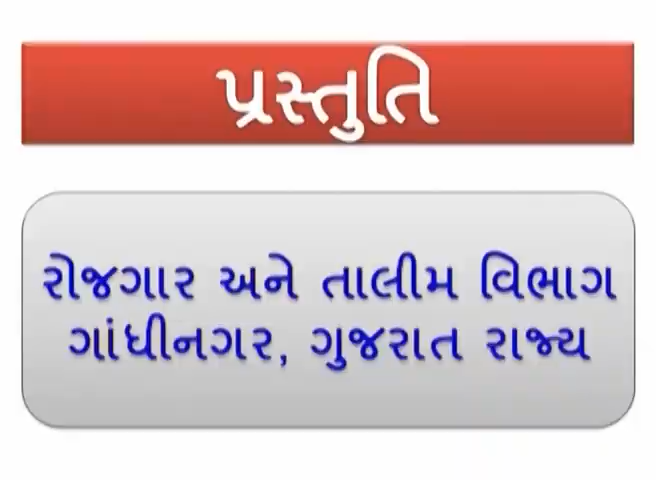 પ્રસ્તુતિ
રોજગાર અને તાલીમ વિભાગ
ગાંધીનગર, ગુજરાત રાજ્ય